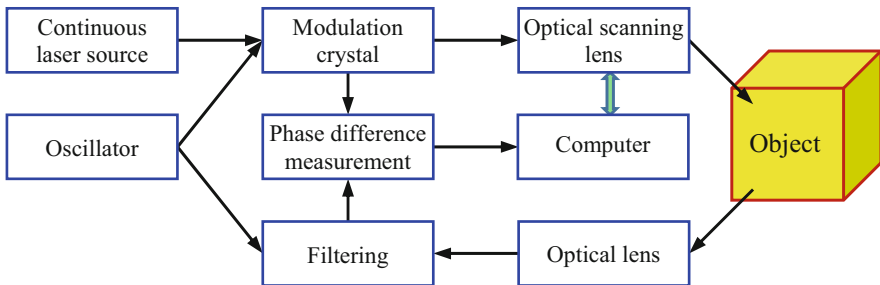 Continuous
laser source
Modulation
crystal
Optical scanning
lens
Oscillator
Phase difference
measurement
Computer
Object
Filtering
Optical lens